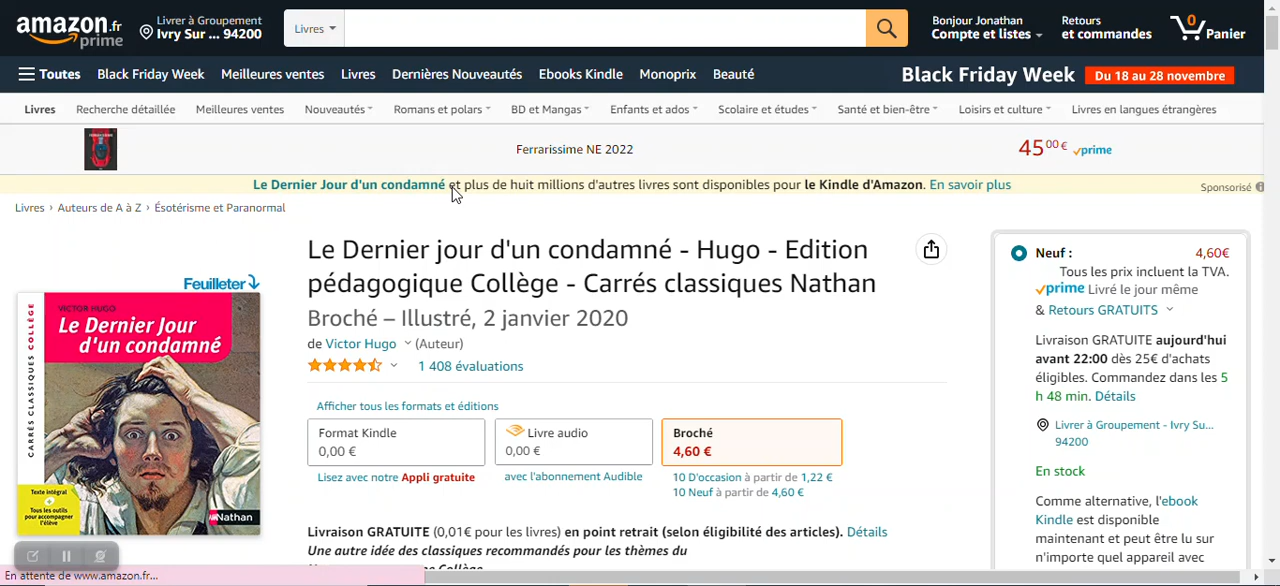 amazon.fr
prime
Livrer à Groupement
Ivry Sur ... 94200
Livres
Bonjour Jonathan
Compte et listes
Retours
et commandes
0
Panier
Toutes
Black Friday Week
Meilleures ventes
Livres
Dernières Nouveautés
Ebooks Kindle
Monoprix
Beauté
Black Friday Week
Du 18 au 28 novembre
Livres
Recherche détaillée
Meilleures ventes
Nouveautés
Romans et polars
BD et Mangas
Enfants et ados
Scolaire et études
Santé et bien-être
Loisirs et culture
Livres en langues étrangères
Ferrarissime NE 2022
45⁰⁰€ prime
Le Dernier Jour d'un condamné et plus de huit millions d'autres livres sont disponibles pour le Kindle d'Amazon. En savoir plus
Sponsorisé
Livres › Auteurs de A à Z › Ésotérisme et Paranormal
Feuilleter
CARRÉS CLASSIQUES COLLÈGE
VICTOR HUGO
Le Dernier Jour
d'un condamné
Texte intégral
Tous les outils
pour accompagner
l'élève
Nathan
Le Dernier jour d'un condamné - Hugo - Edition
pédagogique Collège - Carrés classiques Nathan
Broché – Illustré, 2 janvier 2020
de Victor Hugo (Auteur)
1 408 évaluations
Afficher tous les formats et éditions
Format Kindle
0,00 €
Lisez avec notre Appli gratuite
Livre audio
0,00 €
avec l'abonnement Audible
Broché
4,60 €
10 D'occasion à partir de 1,22 €
10 Neuf à partir de 4,60 €
Livraison GRATUITE (0,01€ pour les livres) en point retrait (selon éligibilité des articles). Détails
Une autre idée des classiques recommandés pour les thèmes du
Neuf : 4,60€
Tous les prix incluent la TVA.
prime Livré le jour même
& Retours GRATUITS
Livraison GRATUITE aujourd'hui
avant 22:00 dès 25€ d'achats
éligibles. Commandez dans les 5
h 48 min. Détails
Livrer à Groupement - Ivry Su...
94200
En stock
Comme alternative, l'ebook
Kindle est disponible
maintenant et peut être lu sur
n'importe quel appareil avec
En attente de www.amazon.fr...